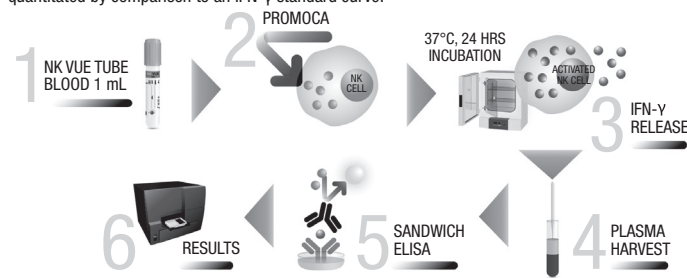 quantitated by comparison to an IFN-γ standard curve.
1
NK VUE TUBE
BLOOD 1 mL
2
PROMOCA
NK
CELL
37°C, 24 HRS
INCUBATION
ACTIVATED
NK CELL
3
IFN-γ
RELEASE
4
PLASMA
HARVEST
5
SANDWICH
ELISA
6
RESULTS